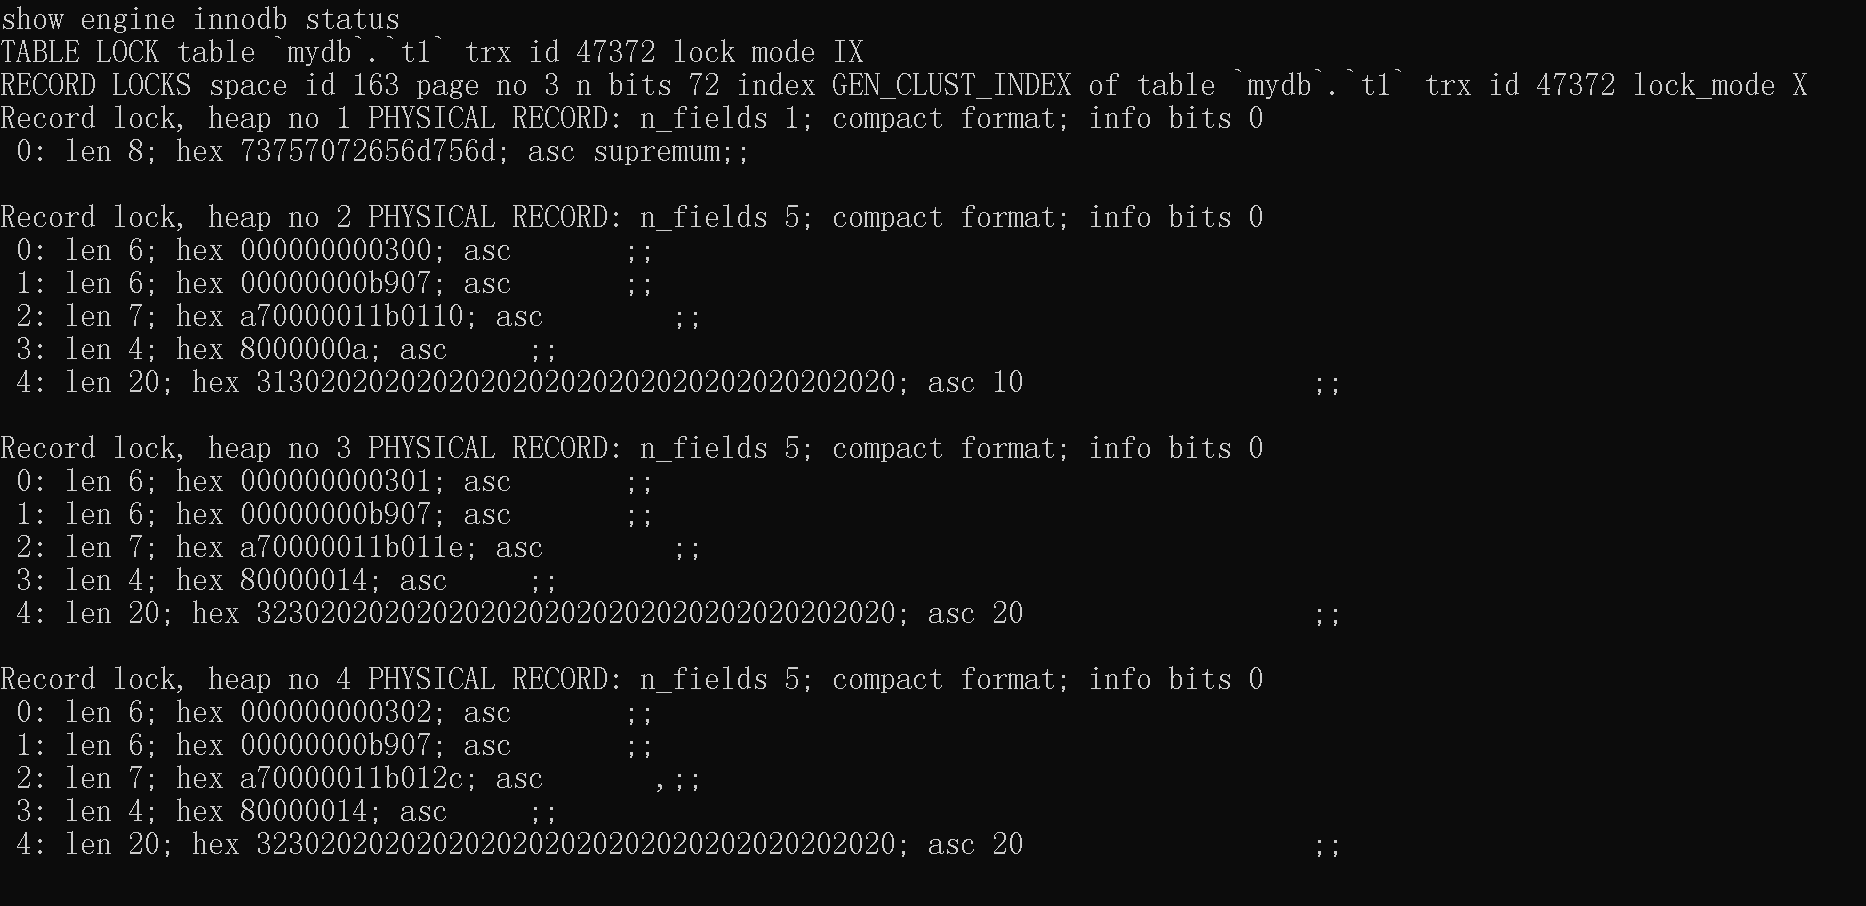 show engine innodb status
TABLE LOCK table `mydb`.`t1` trx id 47372 lock mode IX
RECORD LOCKS space id 163 page no 3 n bits 72 index GEN_CLUST_INDEX of table `mydb`.`t1` trx id 47372 lock_mode X
Record lock, heap no 1 PHYSICAL RECORD: n_fields 1; compact format; info bits 0
 0: len 8; hex 73757072656d756d; asc supremum;;

Record lock, heap no 2 PHYSICAL RECORD: n_fields 5; compact format; info bits 0
 0: len 6; hex 000000000300; asc       ;;
 1: len 6; hex 00000000b907; asc       ;;
 2: len 7; hex a70000011b0110; asc        ;;
 3: len 4; hex 8000000a; asc     ;;
 4: len 20; hex 3130202020202020202020202020202020202020; asc 10                  ;;

Record lock, heap no 3 PHYSICAL RECORD: n_fields 5; compact format; info bits 0
 0: len 6; hex 000000000301; asc       ;;
 1: len 6; hex 00000000b907; asc       ;;
 2: len 7; hex a70000011b011e; asc        ;;
 3: len 4; hex 80000014; asc     ;;
 4: len 20; hex 3230202020202020202020202020202020202020; asc 20                  ;;

Record lock, heap no 4 PHYSICAL RECORD: n_fields 5; compact format; info bits 0
 0: len 6; hex 000000000302; asc       ;;
 1: len 6; hex 00000000b907; asc       ;;
 2: len 7; hex a70000011b012c; asc       ,;;
 3: len 4; hex 80000014; asc     ;;
 4: len 20; hex 3230202020202020202020202020202020202020; asc 20                  ;;